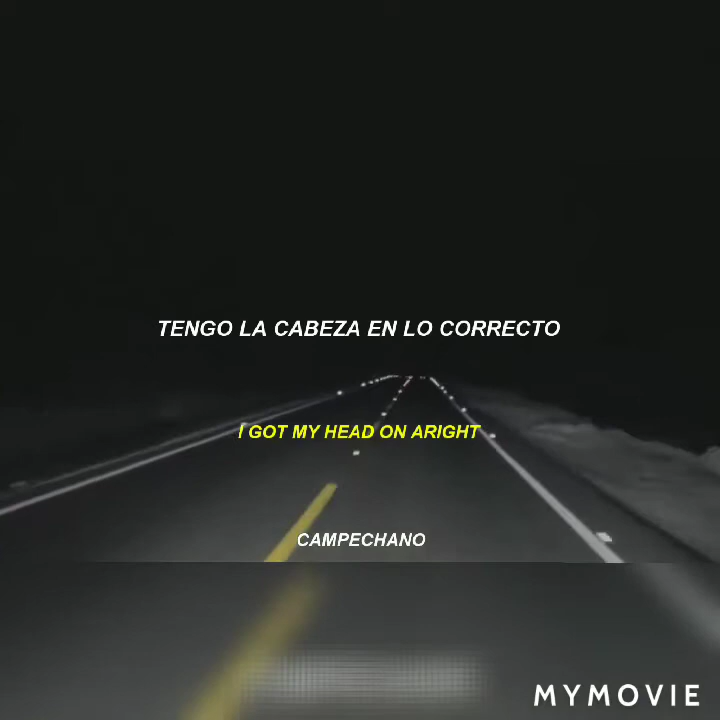 TENGO LA CABEZA EN LO CORRECTO
I GOT MY HEAD ON ARIGHT
CAMPECHANO
MYMOVIE